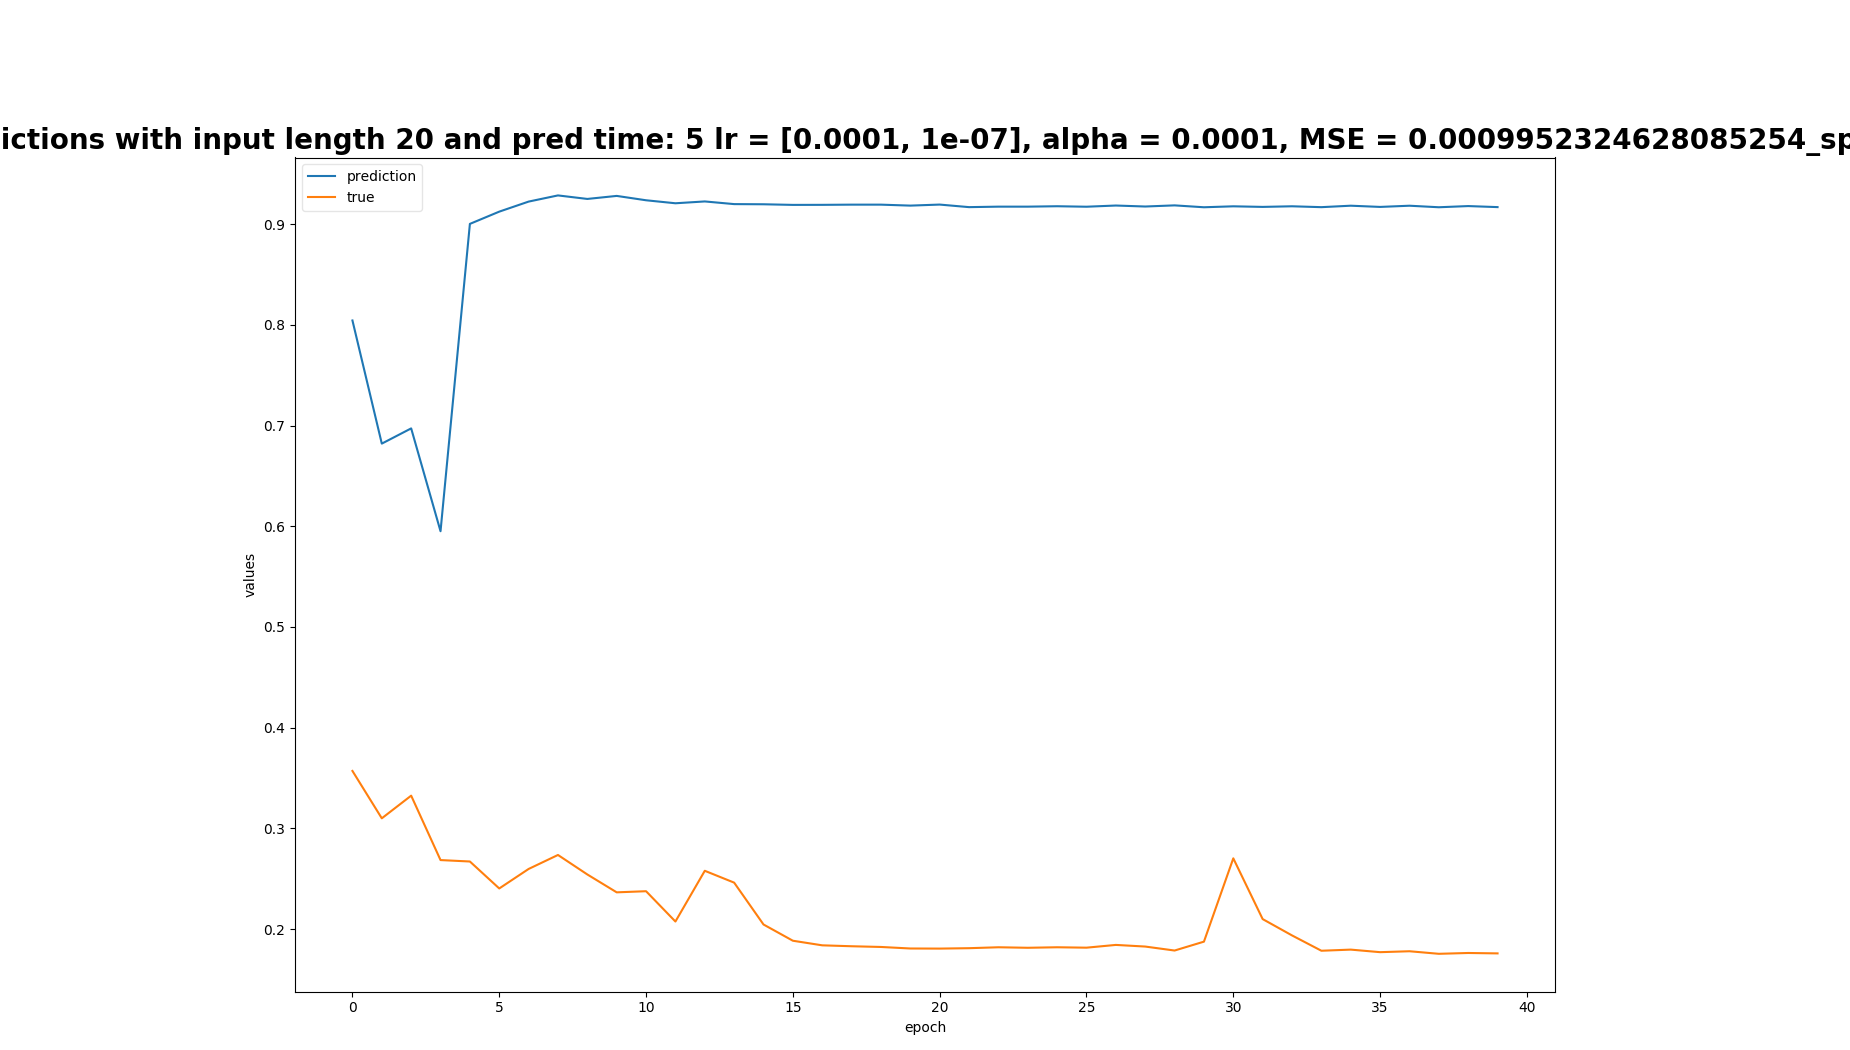 ictions with input length 20 and pred time: 5 lr = [0.0001, 1e-07], alpha = 0.0001, MSE = 0.0009952324628085254_sp
prediction
true
0.9
0.8
0.7
0.6
0.5
0.4
0.3
0.2
values
0 5 10 15 20 25 30 35 40
epoch